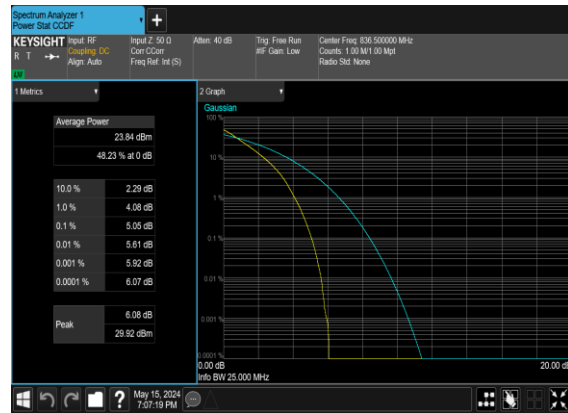 Spectrum Analyzer 1
Power Stat CCDF
+
KEYSIGHT
R T
LXI
Input: RF
Coupling: DC
Align: Auto
Input Z: 50 Ω
Corr CCorr
Freq Ref: Int (S)
Atten: 40 dB
Trig: Free Run
#IF Gain: Low
Center Freq: 836.500000 MHz
Counts: 1.00 M/1.00 Mpt
Radio Std: None
1 Metrics
Average Power
23.84 dBm
48.23 % at 0 dB
10.0 % 2.29 dB
1.0 % 4.08 dB
0.1 % 5.05 dB
0.01 % 5.61 dB
0.001 % 5.92 dB
0.0001 % 6.07 dB
Peak
6.08 dB
29.92 dBm
2 Graph
Gaussian
100 %
10 %
1 %
0.1 %
0.01 %
0.001 %
0.0001 %
0.00 dB
20.00 dB
Info BW 25.000 MHz
?
May 15, 2024
7:07:19 PM